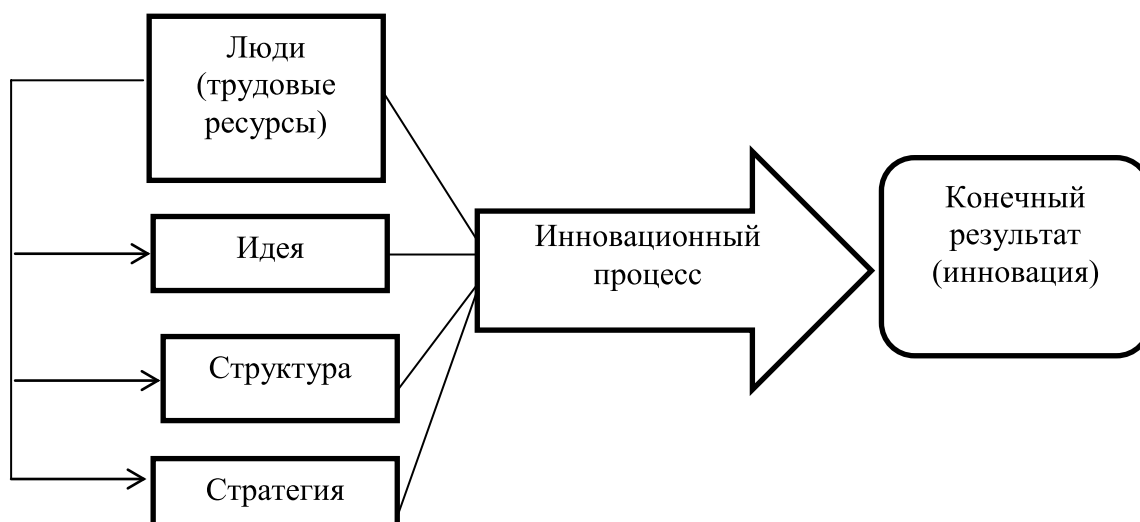 Люди
(трудовые
ресурсы)
Идея
Структура
Стратегия
Инновационный
процесс
Конечный
результат
(инновация)